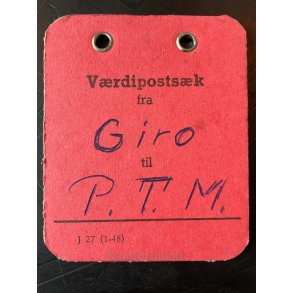 Værdipostsæk
fra
Giro
til
P. T. M.
J 27 (1-48)